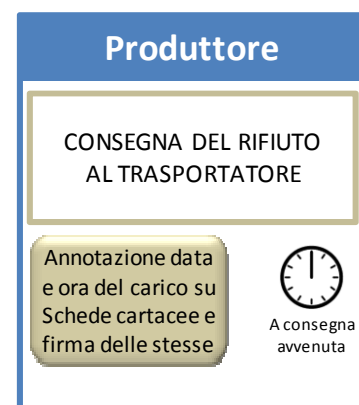 Produttore
CONSEGNA DEL RIFIUTO
AL TRASPORTATORE
Annotazione data
e ora del carico su
Schede cartacee e
firma delle stesse
A consegna
avvenuta